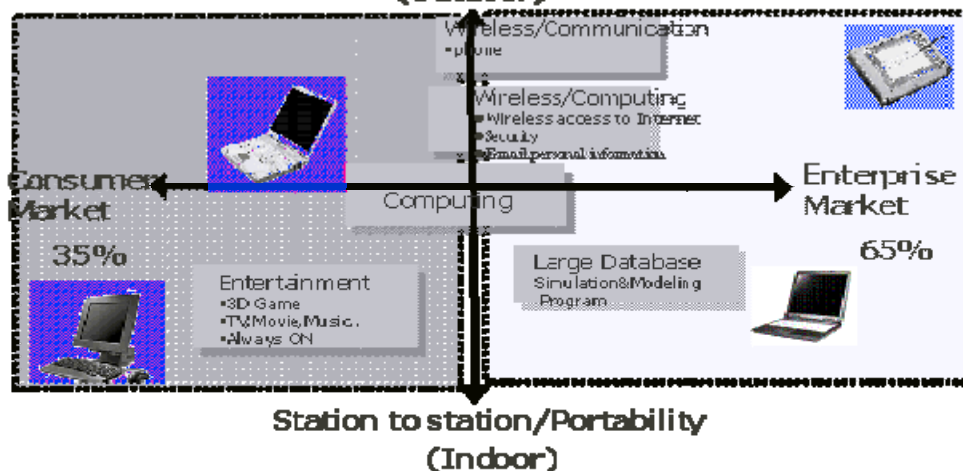 Wireless/Communication
•phone
Wireless/Computing
•Wireless access to Internet
•Security
•Email personal information
Consumer
Market
35%
Computing
Enterprise
Market
65%
Entertainment
•3D Game
•TV,Movie,Music..
•Always ON
Large Database
Simulation&Modeling
Program
Station to station/Portability
(Indoor)